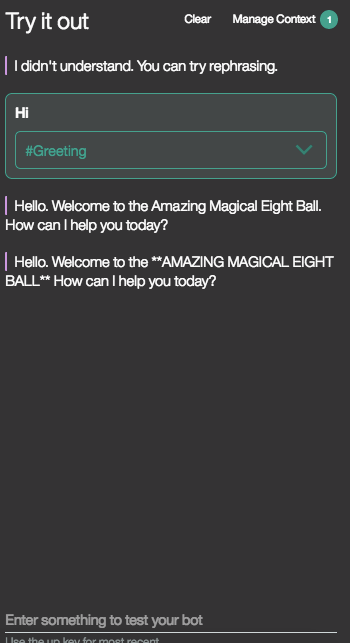 Try it out
Clear
Manage Context 1
I didn't understand. You can try rephrasing.
Hi
#Greeting
Hello. Welcome to the Amazing Magical Eight Ball.
How can I help you today?
Hello. Welcome to the **AMAZING MAGICAL EIGHT
BALL** How can I help you today?
Enter something to test your bot
Use the up key for most recent